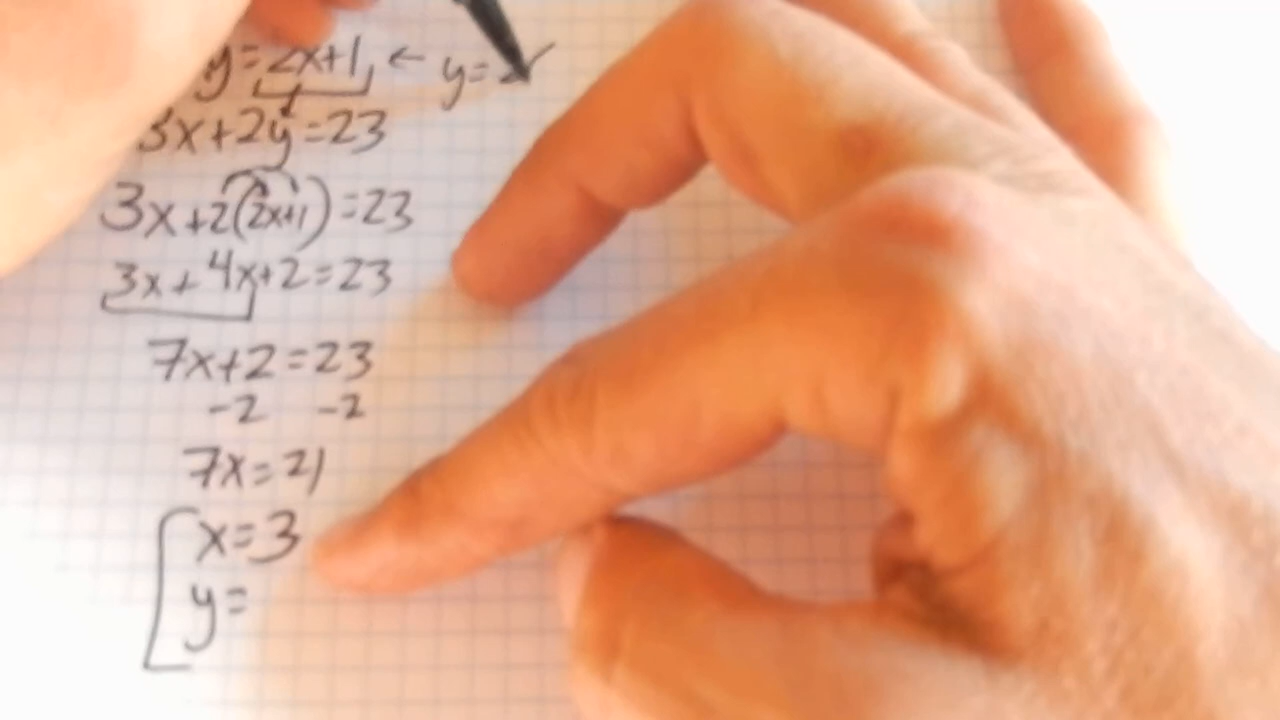 y=2x+1 ← y=2
3x+2y=23
3x+2(2x+1)=23
3x+4x+2=23
7x+2=23
-2 -2
7x=21
x=3
y=